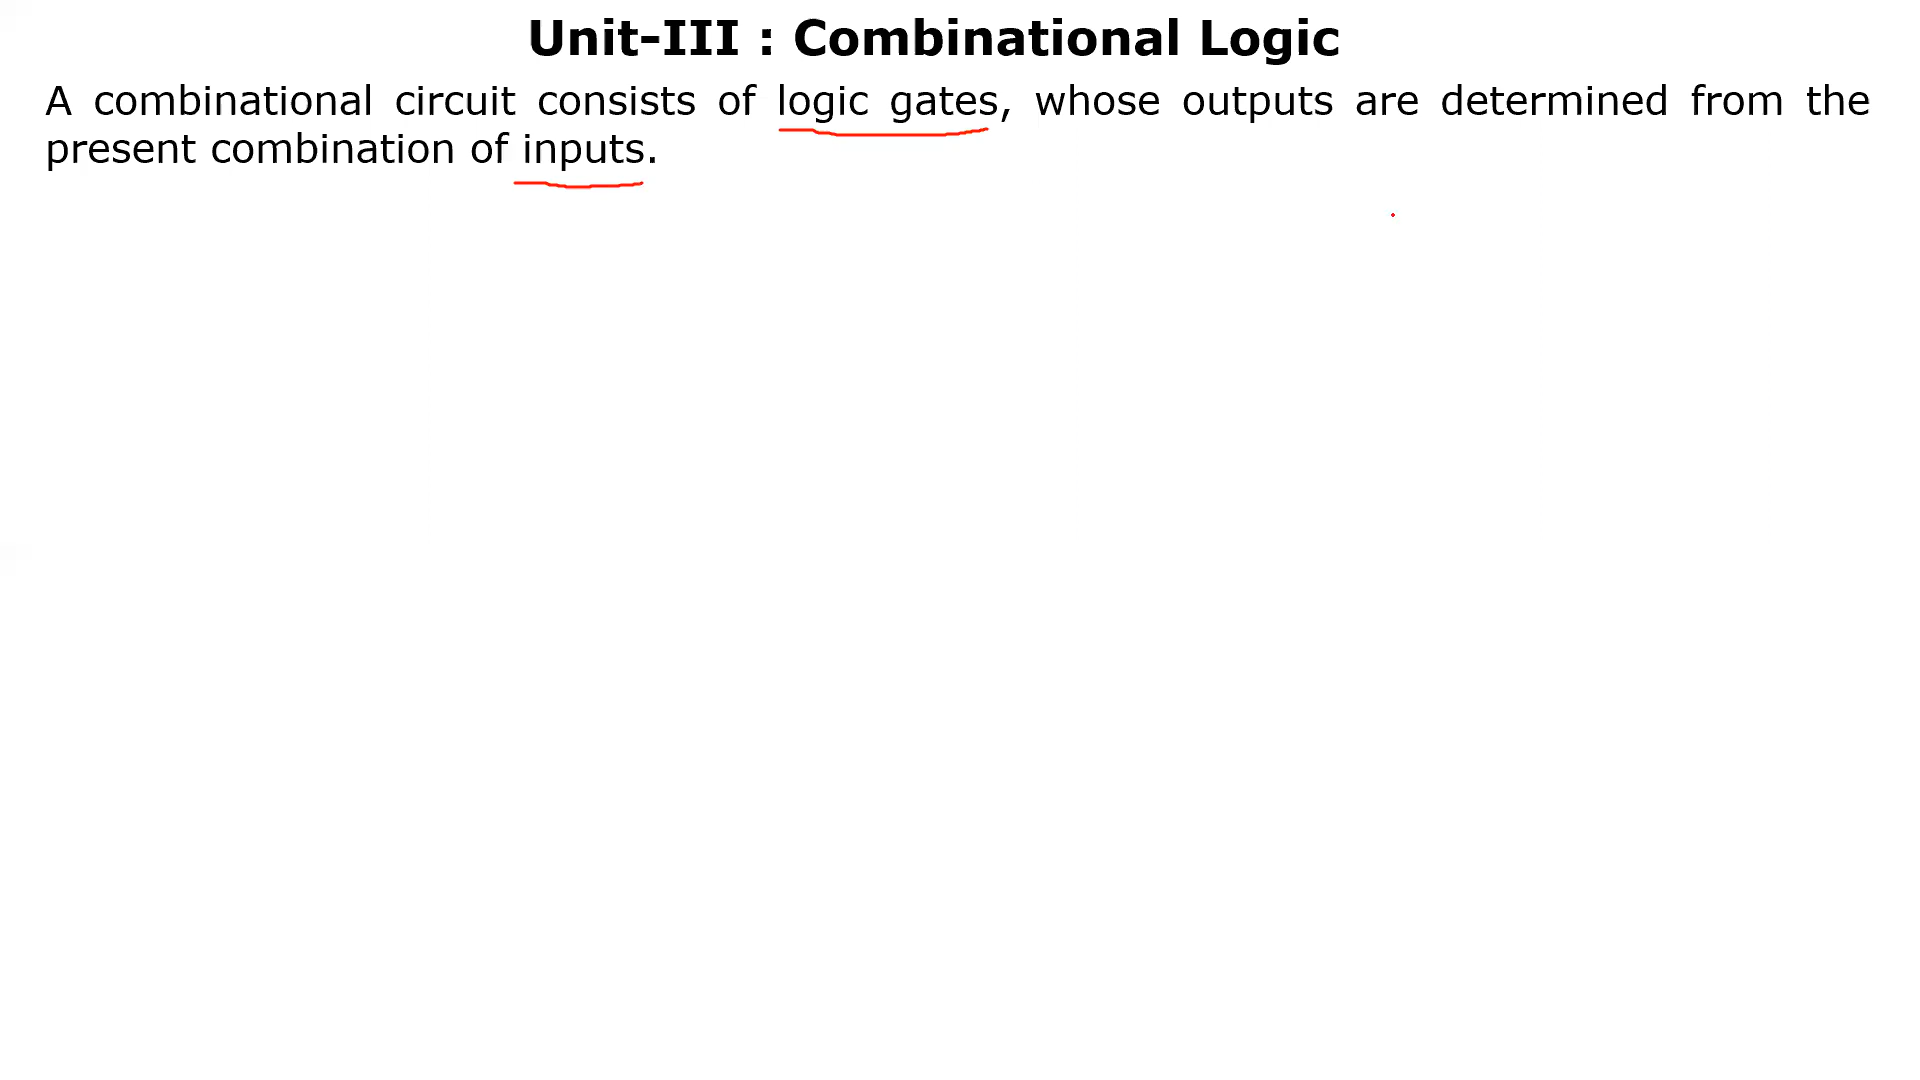 Unit-III : Combinational Logic
A combinational circuit consists of logic gates, whose outputs are determined from the
present combination of inputs.